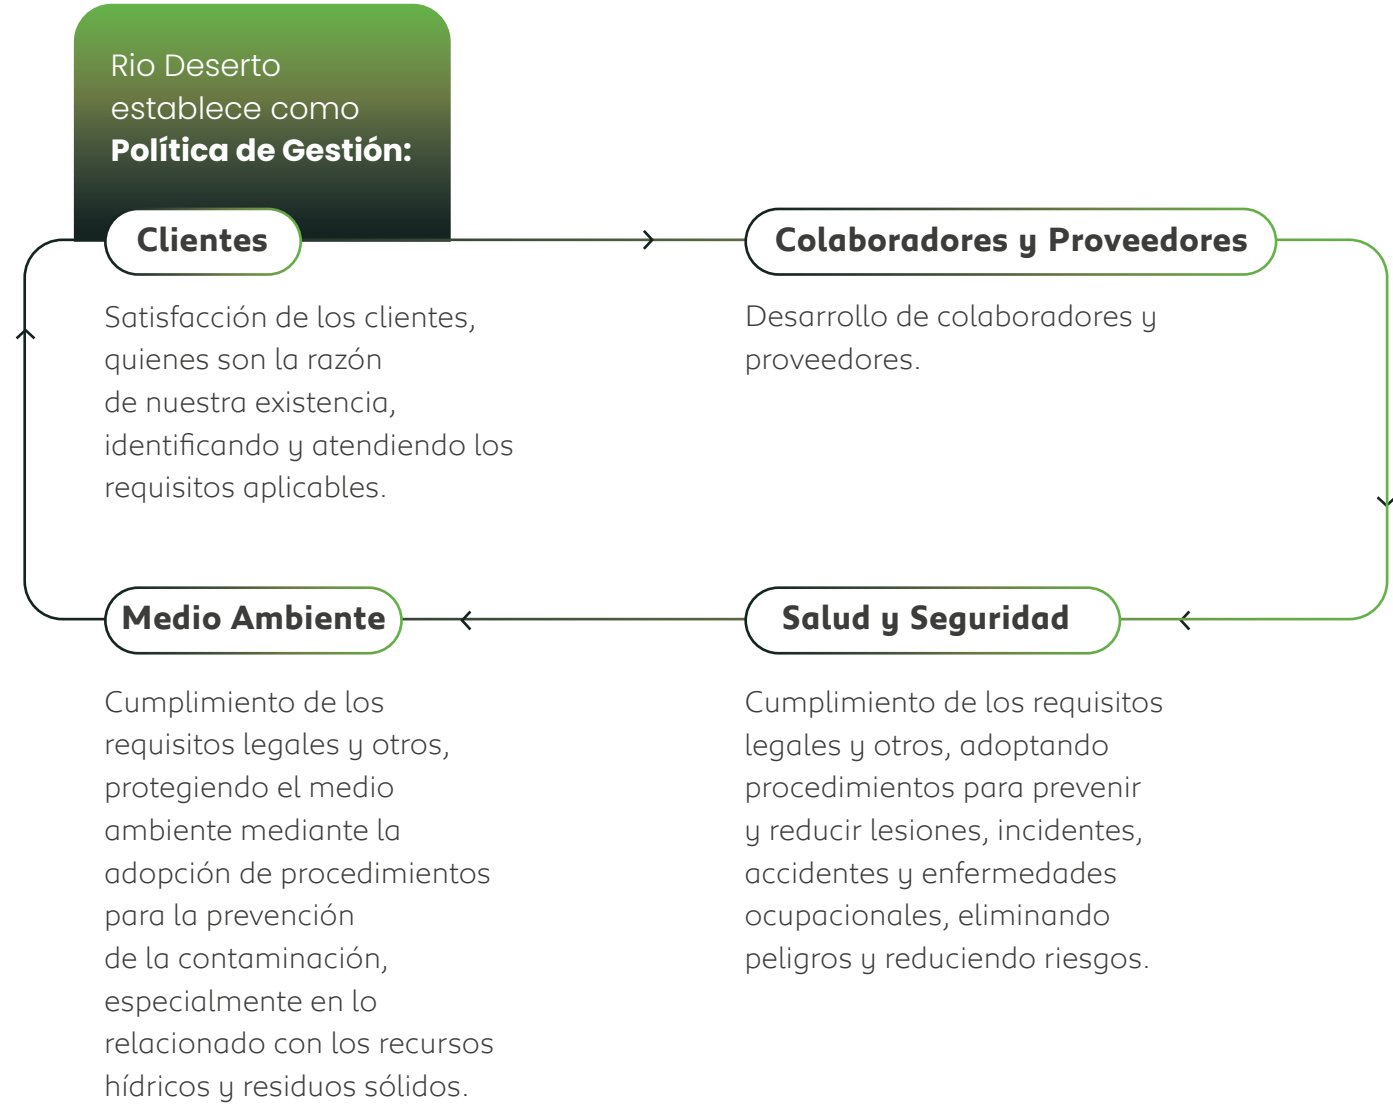 Rio Deserto
establece como
Política de Gestión:
Clientes
Satisfacción de los clientes,
quienes son la razón
de nuestra existencia,
identificando y atendiendo los
requisitos aplicables.
Colaboradores y Proveedores
Desarrollo de colaboradores y
proveedores.
Salud y Seguridad
Cumplimiento de los requisitos
legales y otros, adoptando
procedimientos para prevenir
y reducir lesiones, incidentes,
accidentes y enfermedades
ocupacionales, eliminando
peligros y reduciendo riesgos.
Medio Ambiente
Cumplimiento de los
requisitos legales y otros,
protegiendo el medio
ambiente mediante la
adopción de procedimientos
para la prevención
de la contaminación,
especialmente en lo
relacionado con los recursos
hídricos y residuos sólidos.